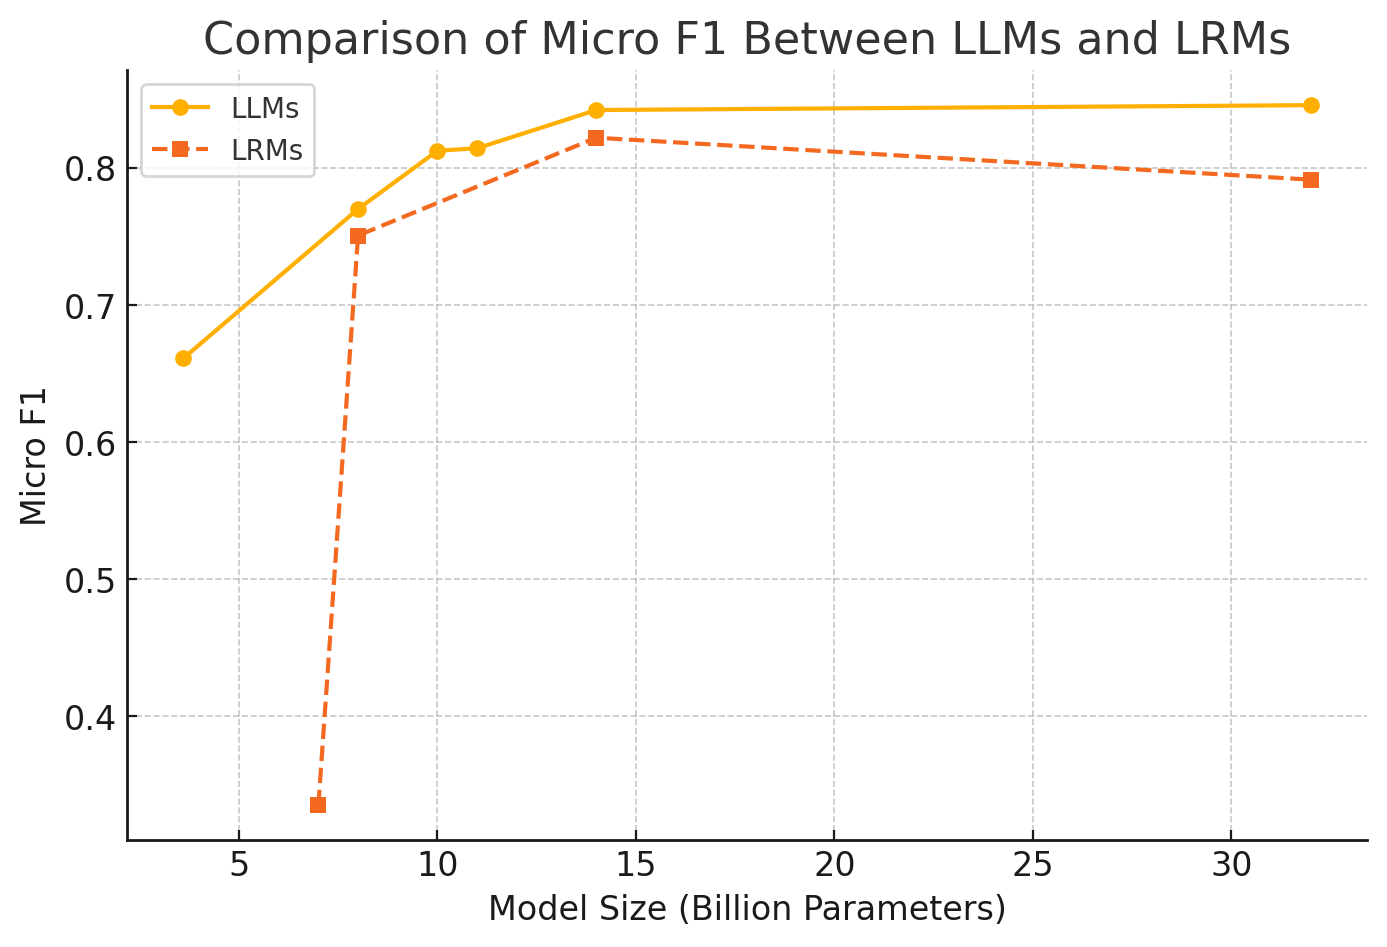 Comparison of Micro F1 Between LLMs and LRMs
LLMs
LRMs
Micro F1
0.8
0.7
0.6
0.5
0.4
5 10 15 20 25 30
Model Size (Billion Parameters)